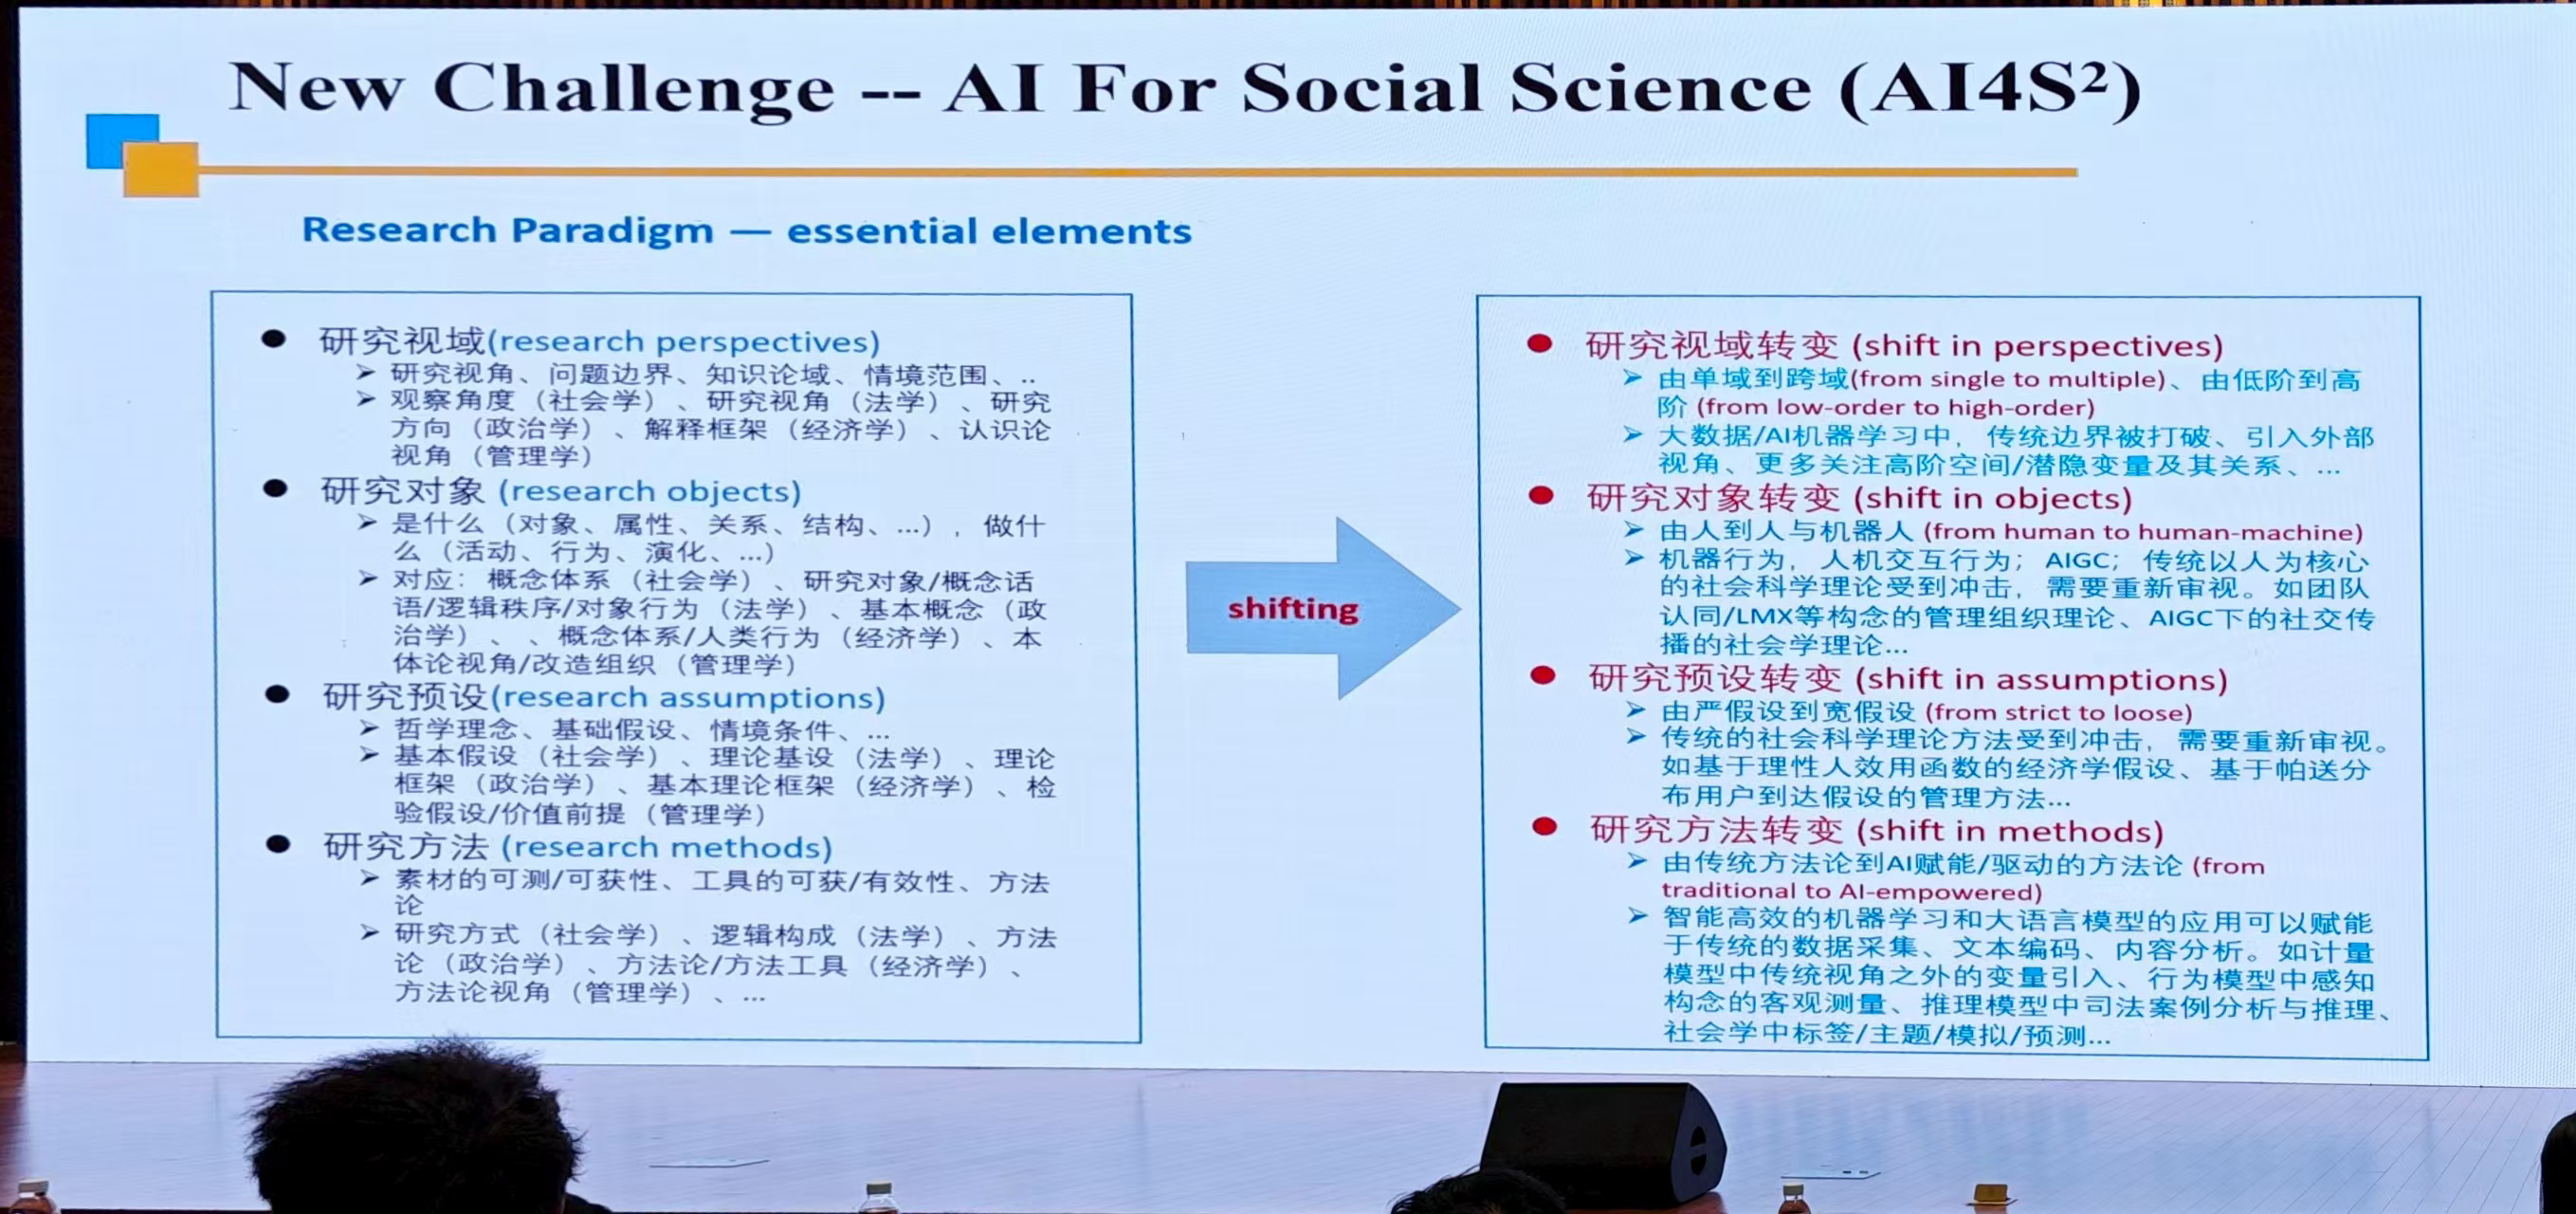 New Challenge -- AI For Social Science (AI4S²)
Research Paradigm — essential elements
● 研究视域(research perspectives)
➢ 研究视角、问题边界、知识论域、情境范围、..
➢ 观察角度（社会学）、研究视角（法学）、研究
方向（政治学）、解释框架（经济学）、认识论
视角（管理学）
● 研究对象 (research objects)
➢ 是什么（对象、属性、关系、结构、...），做什
么（活动、行为、演化、...）
➢ 对应：概念体系（社会学）、研究对象/概念话
语/逻辑秩序/对象行为（法学）、基本概念（政
治学）、、概念体系/人类行为（经济学）、本
体论视角/改造组织（管理学）
● 研究预设(research assumptions)
➢ 哲学理念、基础假设、情境条件、...
➢ 基本假设（社会学）、理论基设（法学）、理论
框架（政治学）、基本理论框架（经济学）、检
验假设/价值前提（管理学）
● 研究方法 (research methods)
➢ 素材的可测/可获性、工具的可获/有效性、方法
论
➢ 研究方式（社会学）、逻辑构成（法学）、方法
论（政治学）、方法论/方法工具（经济学）、
方法论视角（管理学）、...
shifting
● 研究视域转变 (shift in perspectives)
➢ 由单域到跨域(from single to multiple)、由低阶到高
阶 (from low-order to high-order)
➢ 大数据/AI机器学习中，传统边界被打破、引入外部
视角、更多关注高阶空间/潜隐变量及其关系、...
● 研究对象转变 (shift in objects)
➢ 由人到人与机器人 (from human to human-machine)
➢ 机器行为，人机交互行为；AIGC；传统以人为核心
的社会科学理论受到冲击，需要重新审视。如团队
认同/LMX等构念的管理组织理论、AIGC下的社交传
播的社会学理论...
● 研究预设转变 (shift in assumptions)
➢ 由严假设到宽假设 (from strict to loose)
➢ 传统的社会科学理论方法受到冲击，需要重新审视。
如基于理性人效用函数的经济学假设、基于帕送分
布用户到达假设的管理方法...
● 研究方法转变 (shift in methods)
➢ 由传统方法论到AI赋能/驱动的方法论 (from
traditional to AI-empowered)
➢ 智能高效的机器学习和大语言模型的应用可以赋能
于传统的数据采集、文本编码、内容分析。如计量
模型中传统视角之外的变量引入、行为模型中感知
构念的客观测量、推理模型中司法案例分析与推理、
社会学中标签/主题/模拟/预测...